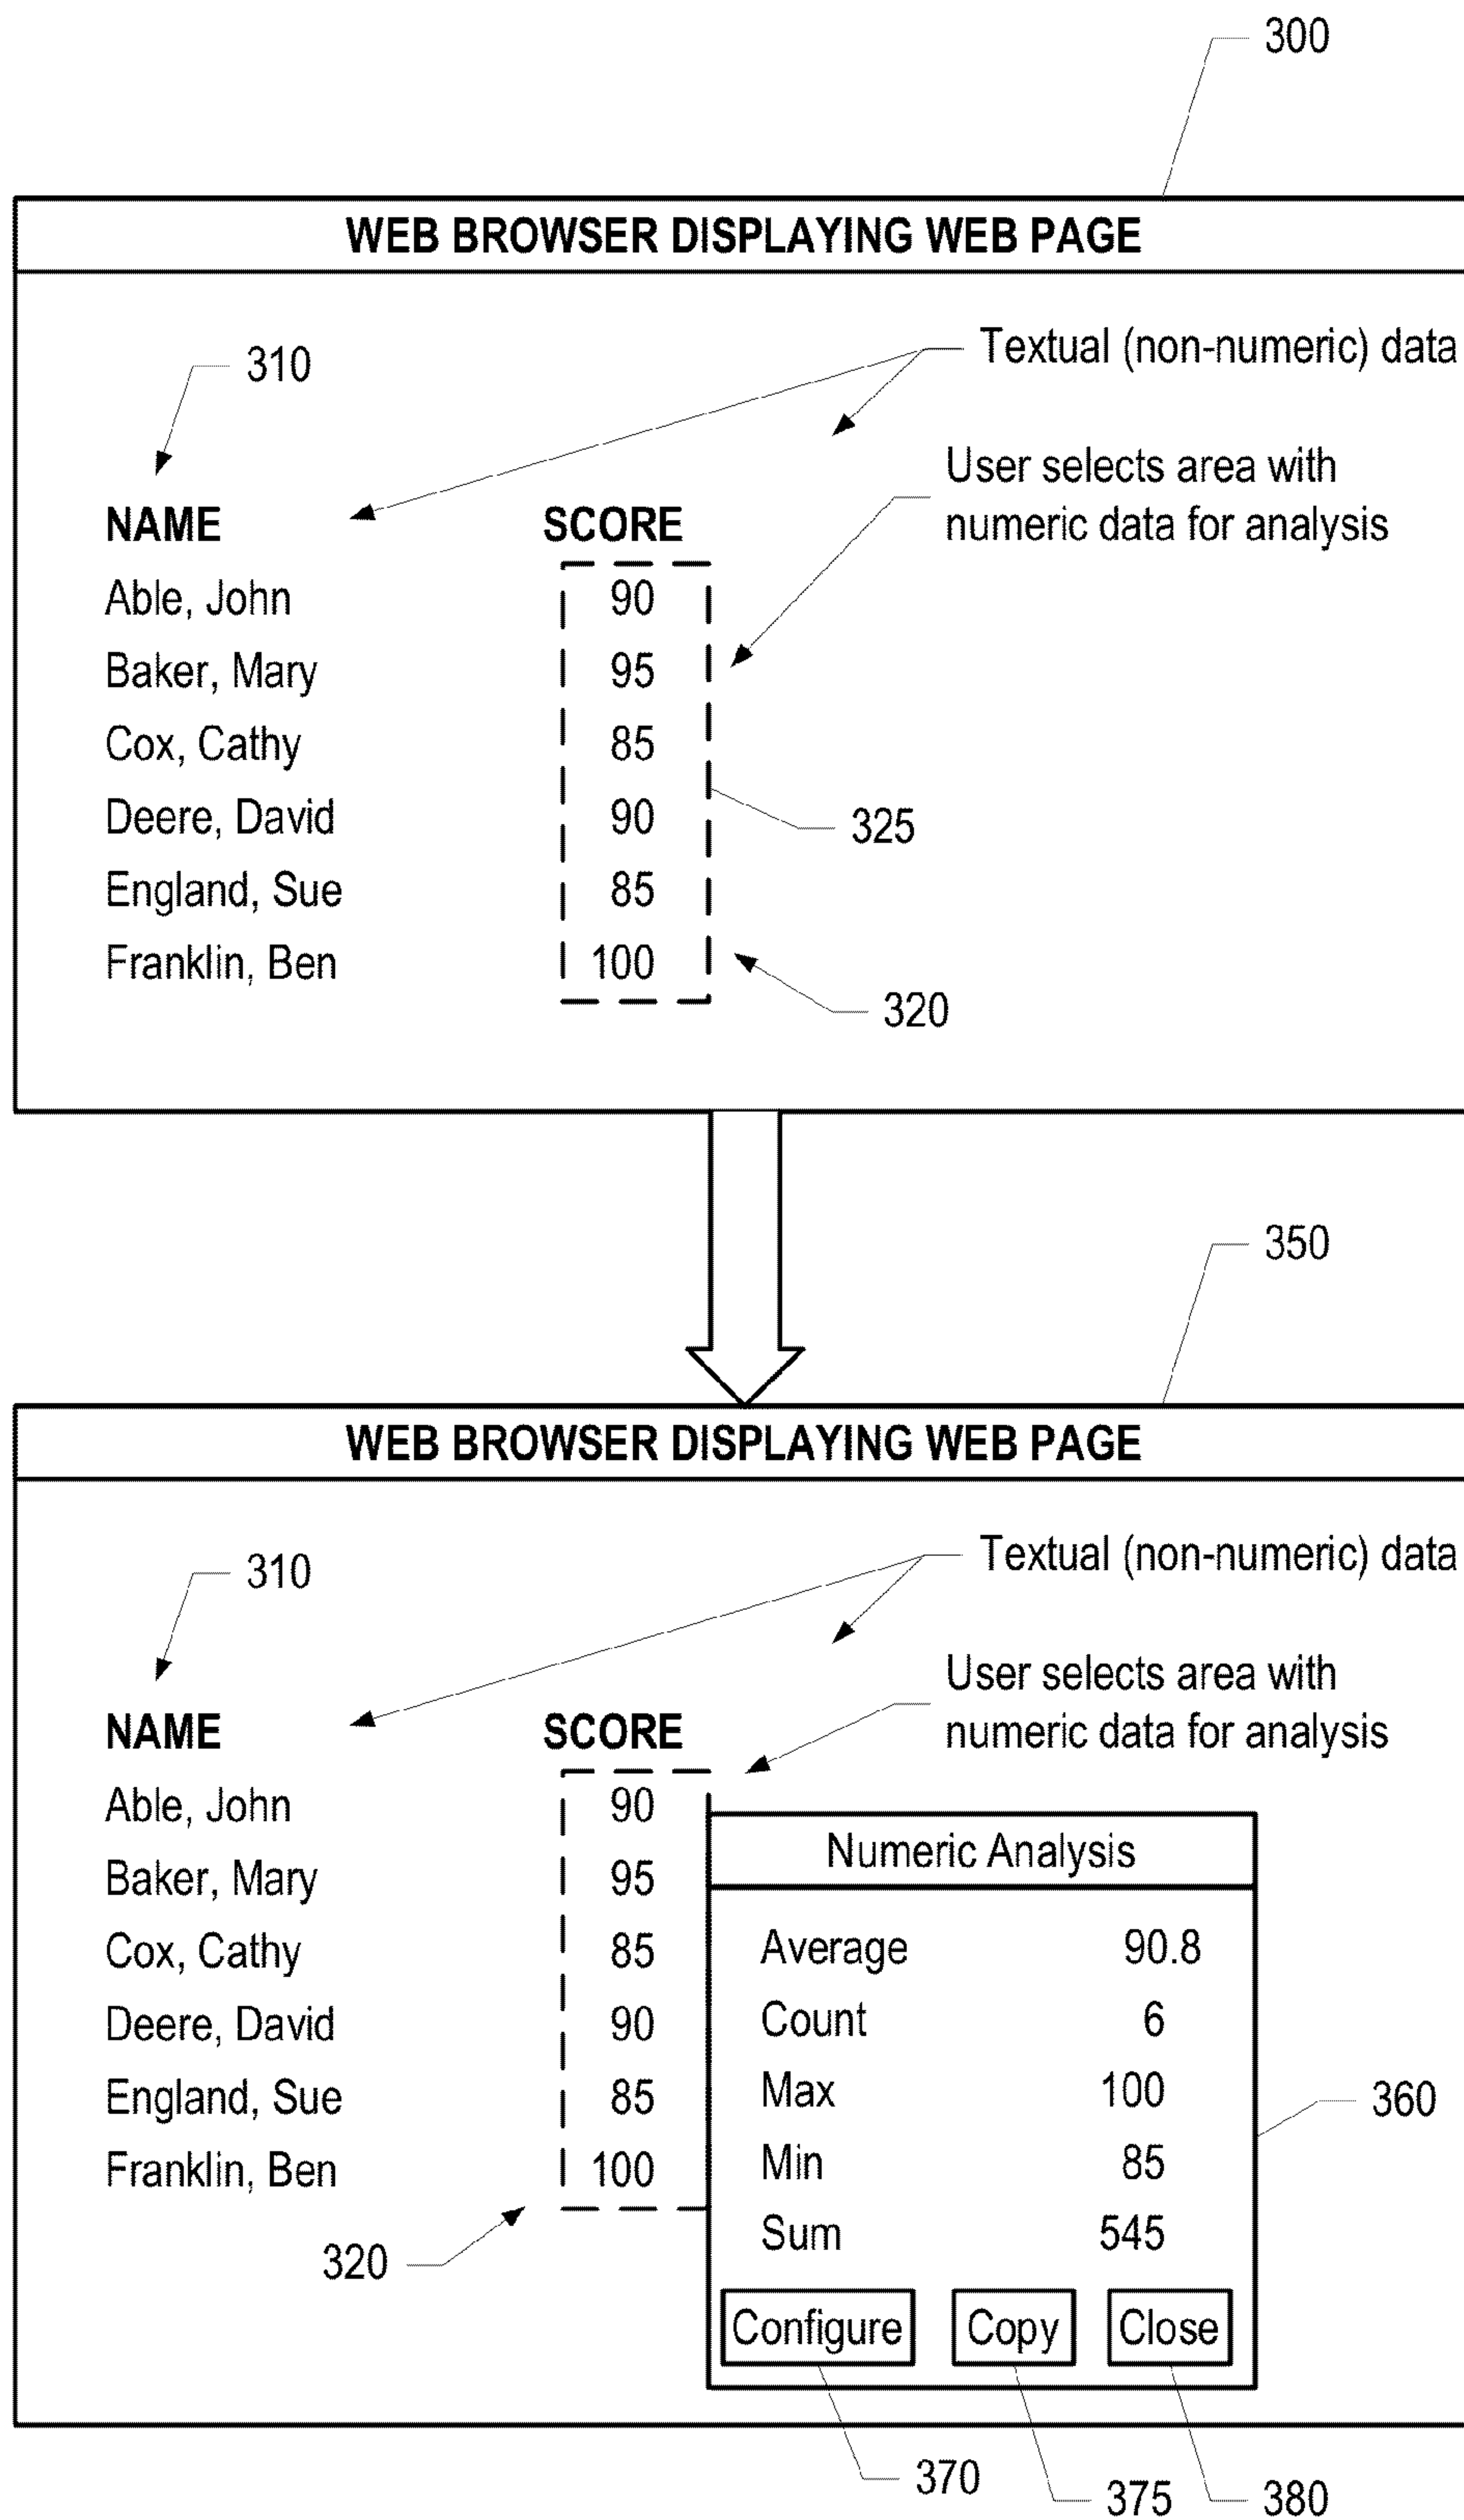 300
WEB BROWSER DISPLAYING WEB PAGE
310
Textual (non-numeric) data
User selects area with
numeric data for analysis
NAME SCORE
Able, John 90
Baker, Mary 95
Cox, Cathy 85
Deere, David 90
325
England, Sue 85
Franklin, Ben 100
320
350
WEB BROWSER DISPLAYING WEB PAGE
310
Textual (non-numeric) data
User selects area with
numeric data for analysis
NAME SCORE
Able, John 90
Baker, Mary 95
Cox, Cathy 85
Deere, David 90
England, Sue 85
Franklin, Ben 100
320
Numeric Analysis
Average 90.8
Count 6
Max 100
360
Min 85
Sum 545
Configure Copy Close
370
375
380